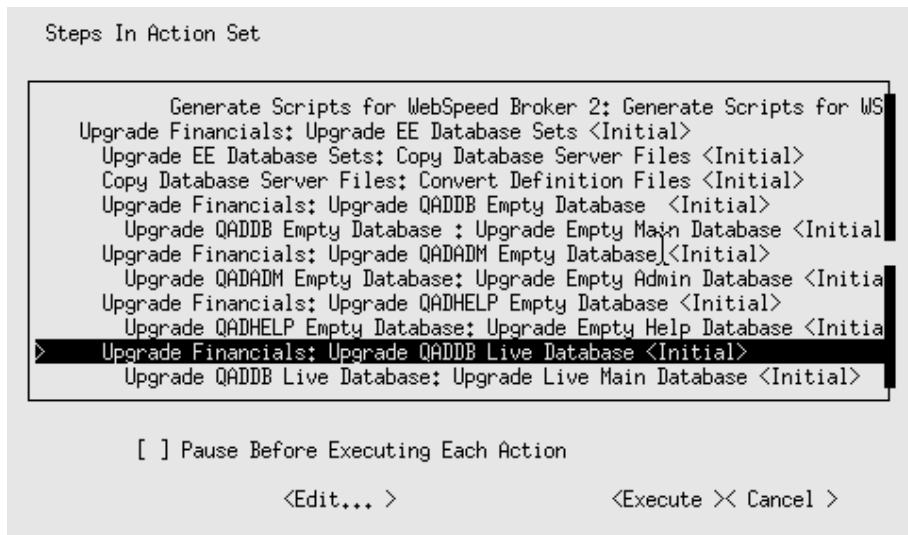 Steps In Action Set
Generate Scripts for WebSpeed Broker 2: Generate Scripts for WS
Upgrade Financials: Upgrade EE Database Sets <Initial>
Upgrade EE Database Sets: Copy Database Server Files <Initial>
Copy Database Server Files: Convert Definition Files <Initial>
Upgrade Financials: Upgrade QADDB Empty Database  <Initial>
Upgrade QADDB Empty Database : Upgrade Empty Main Database <Initial
Upgrade Financials: Upgrade QADADM Empty Database <Initial>
Upgrade QADADM Empty Database: Upgrade Empty Admin Database <Initia
Upgrade Financials: Upgrade QADHELP Empty Database <Initial>
Upgrade QADHELP Empty Database: Upgrade Empty Help Database <Initia
> Upgrade Financials: Upgrade QADDB Live Database <Initial>
Upgrade QADDB Live Database: Upgrade Live Main Database <Initial>
[ ] Pause Before Executing Each Action
<Edit... > <Execute >< Cancel >